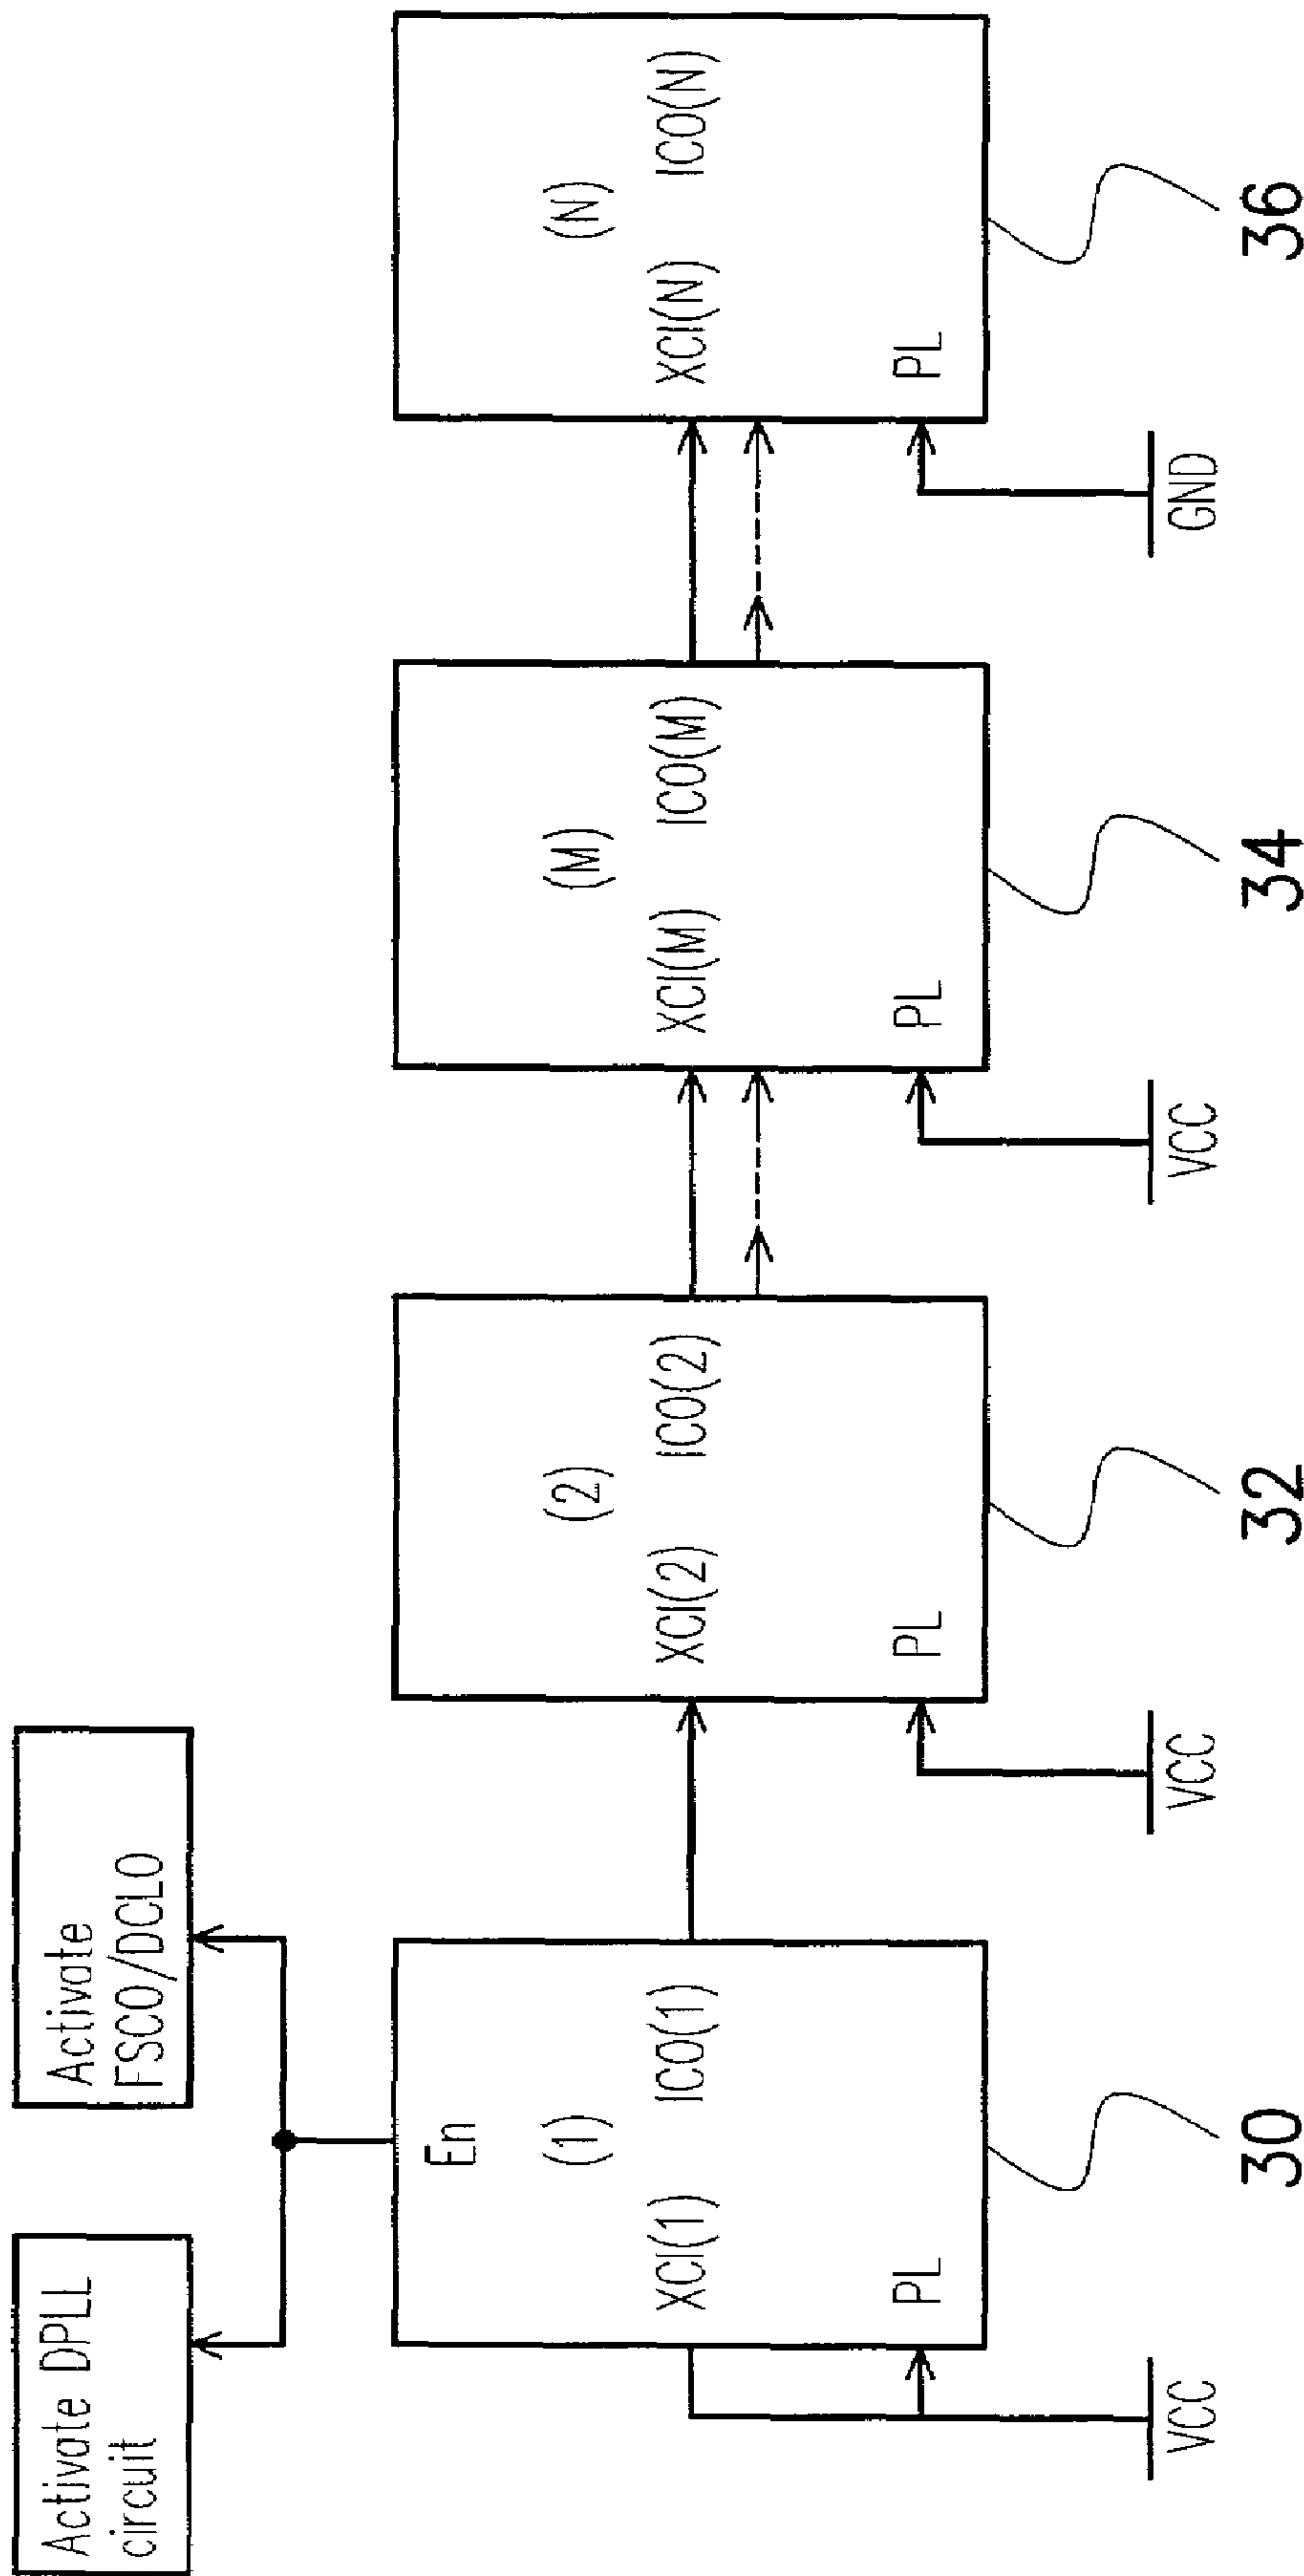 Activate DPLL
circuit
Activate
FSCO/DCLO
En
(1)
XCI(1) ICO(1)
PL
VCC
30
(2)
XCI(2) ICO(2)
PL
VCC
32
(M)
XCI(M) ICO(M)
PL
VCC
34
(N)
XCI(N) ICO(N)
PL
GND
36